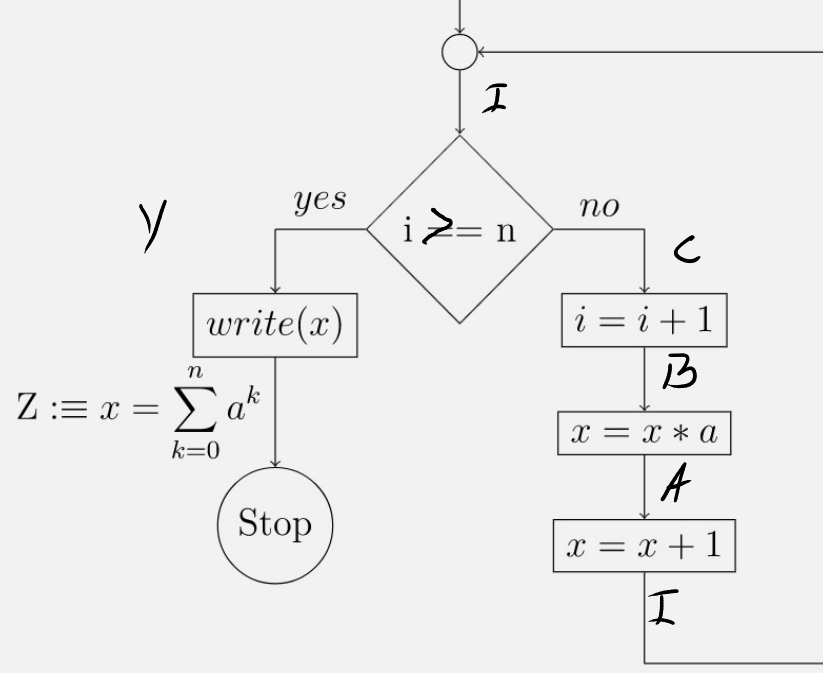 I
yes
no
Y
i >= n
C
write(x)
i = i + 1
B
Z :≡ x = ∑_{k=0}^{n} a^k
x = x * a
A
Stop
x = x + 1
I